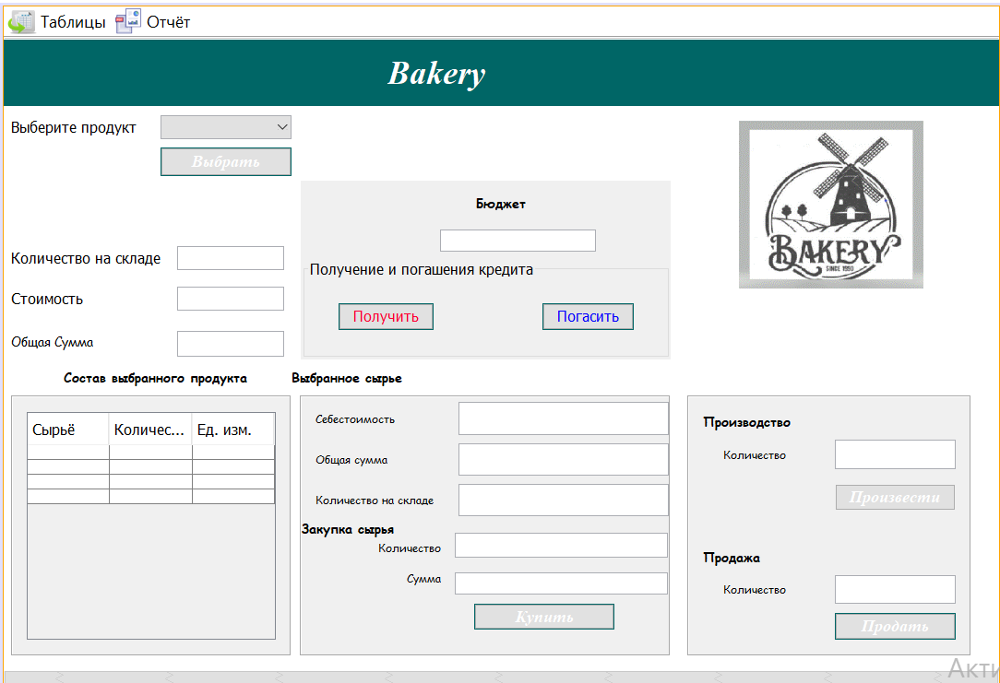 Таблицы Отчёт
Bakery
Выберите продукт
Выбрать
BAKERY
SINCE 1990
Бюджет
Количество на складе
Получение и погашения кредита
Стоимость
Получить Погасить
Общая Сумма
Состав выбранного продукта Выбранное сырье
Сырьё Количес... Ед. изм.
Себестоимость
Общая сумма
Количество на складе
Закупка сырья
Количество
Сумма
Купить
Производство
Количество
Произвести
Продажа
Количество
Продать
Акти